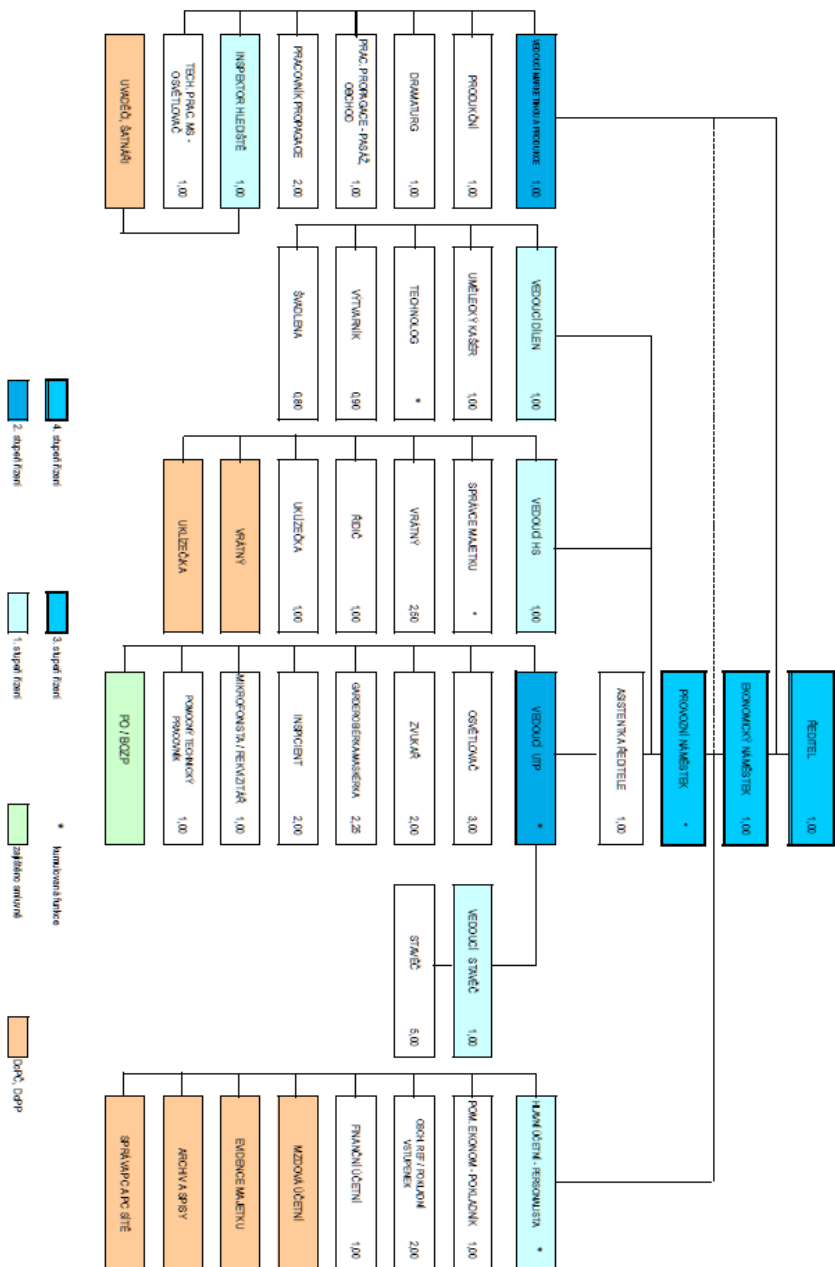 ŘEDITEL
1,00
EKONOMICKÝ NÁMĚSTEK
1,00
PROVOZNÍ NÁMĚSTEK
*
ASISTENTKA ŘEDITELE
1,00
VEDOUCÍ MARKETINGU A PRODUKCE
1,00
PRODUKČNÍ
1,00
DRAMATURG
1,00
PRAC. PROPAGACE - PASÁŽ,
OBCHOD
1,00
PRACOVNÍK PROPAGACE
2,00
INSPEKTOR HLEDIŠTĚ
1,00
TECH. PRAC. MS -
OSVĚTLOVAČ
1,00
UVADĚČI, ŠATNÁŘI
VEDOUCÍ DÍLEN
1,00
UMĚLECKÝ KAŠÉR
1,00
TECHNOLOG
*
VÝTVARNÍK
0,90
ŠVADLENA
0,80
VEDOUCÍ HS
1,00
SPRÁVCE MAJETKU
*
VRÁTNÝ
2,50
ŘIDIČ
1,00
UKLÍZEČKA
1,00
VRÁTNÝ
UKLÍZEČKA
VEDOUCÍ UTP
*
OSVĚTLOVAČ
3,00
ZVUKAŘ
2,00
GARDEROBIÉRKA/MASKÉRKA
2,25
INSPICIENT
2,00
MIKROFONISTA / REKVIZITÁŘ
1,00
POMOCNÝ TECHNICKÝ
PRACOVNÍK
1,00
PO / BOZP
VEDOUCÍ STAVĚČ
1,00
STAVĚČ
5,00
HLAVNÍ ÚČETNÍ - PERSONALISTA
*
POM. EKONOM - POKLADNÍK
1,00
OBCH. REF / POKLADNÍ
VSTUPENEK
2,00
FINANČNÍ ÚČETNÍ
1,00
MZDOVÁ ÚČETNÍ
EVIDENCE MAJETKU
ARCHIV A SPISY
SPRÁVA PC A PC SÍTĚ
4. stupeň řízení
3. stupeň řízení
* kumulovaná funkce
2. stupeň řízení
1. stupeň řízení
zajištěno smluvně
DoPČ, DoPP